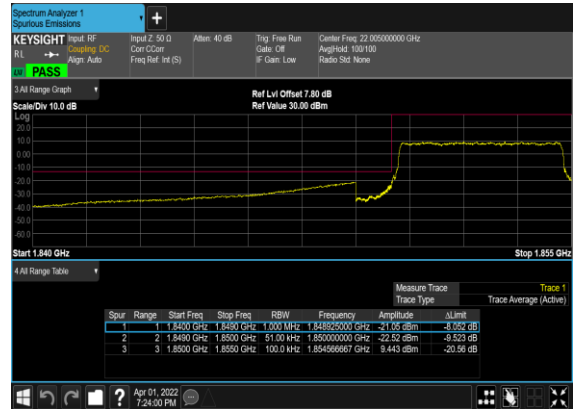 Spectrum Analyzer 1
Spurious Emissions
KEYSIGHT Input: RF Input Z: 50 Ω Atten: 40 dB Trig: Free Run Center Freq: 22.005000000 GHz
RL Coupling: DC Corr CCorr Gate: Off Avg|Hold: 100/100
Align: Auto Freq Ref: Int (S) IF Gain: Low Radio Std: None
PASS
3 All Range Graph
Ref Lvl Offset 7.80 dB
Scale/Div 10.0 dB Ref Value 30.00 dBm
Log
20.0
10.0
0.00
-10.0
-20.0
-30.0
-40.0
-50.0
-60.0
Start 1.840 GHz Stop 1.855 GHz
4 All Range Table
Measure Trace Trace 1
Trace Type Trace Average (Active)
Spur Range Start Freq Stop Freq RBW Frequency Amplitude ΔLimit
1 1 1.8400 GHz 1.8490 GHz 1.000 MHz 1.848925000 GHz -21.05 dBm -8.052 dB
2 2 1.8490 GHz 1.8500 GHz 51.00 kHz 1.850000000 GHz -22.52 dBm -9.523 dB
3 3 1.8500 GHz 1.8550 GHz 100.0 kHz 1.854566667 GHz 9.443 dBm -20.56 dB
? Apr 01, 2022
7:24:00 PM